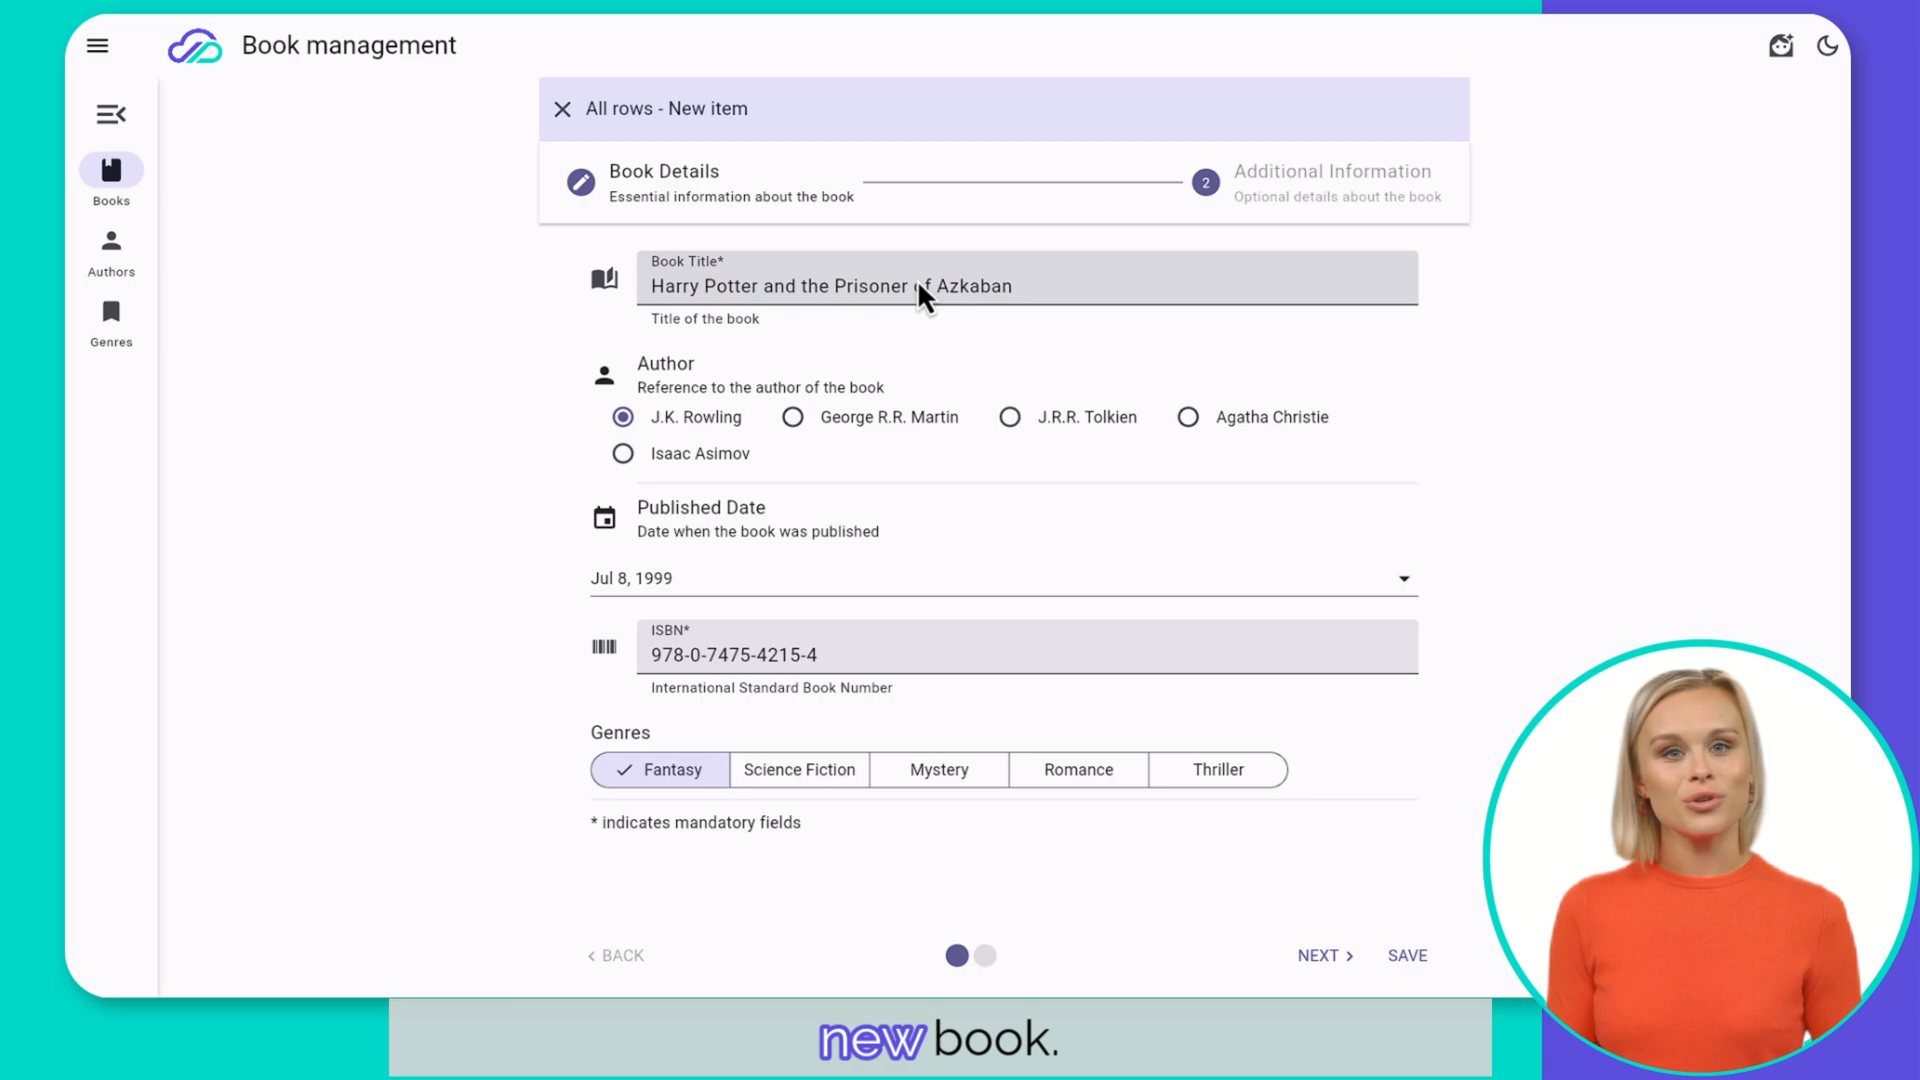 Book management
All rows - New item
Book Details
Essential information about the book
2
Additional Information
Optional details about the book
Books
Authors
Genres
Book Title*
Harry Potter and the Prisoner of Azkaban
Title of the book
Author
Reference to the author of the book
J.K. Rowling George R.R. Martin J.R.R. Tolkien Agatha Christie
Isaac Asimov
Published Date
Date when the book was published
Jul 8, 1999
ISBN*
978-0-7475-4215-4
International Standard Book Number
Genres
Fantasy Science Fiction Mystery Romance Thriller
* indicates mandatory fields
BACK NEXT SAVE
new book.